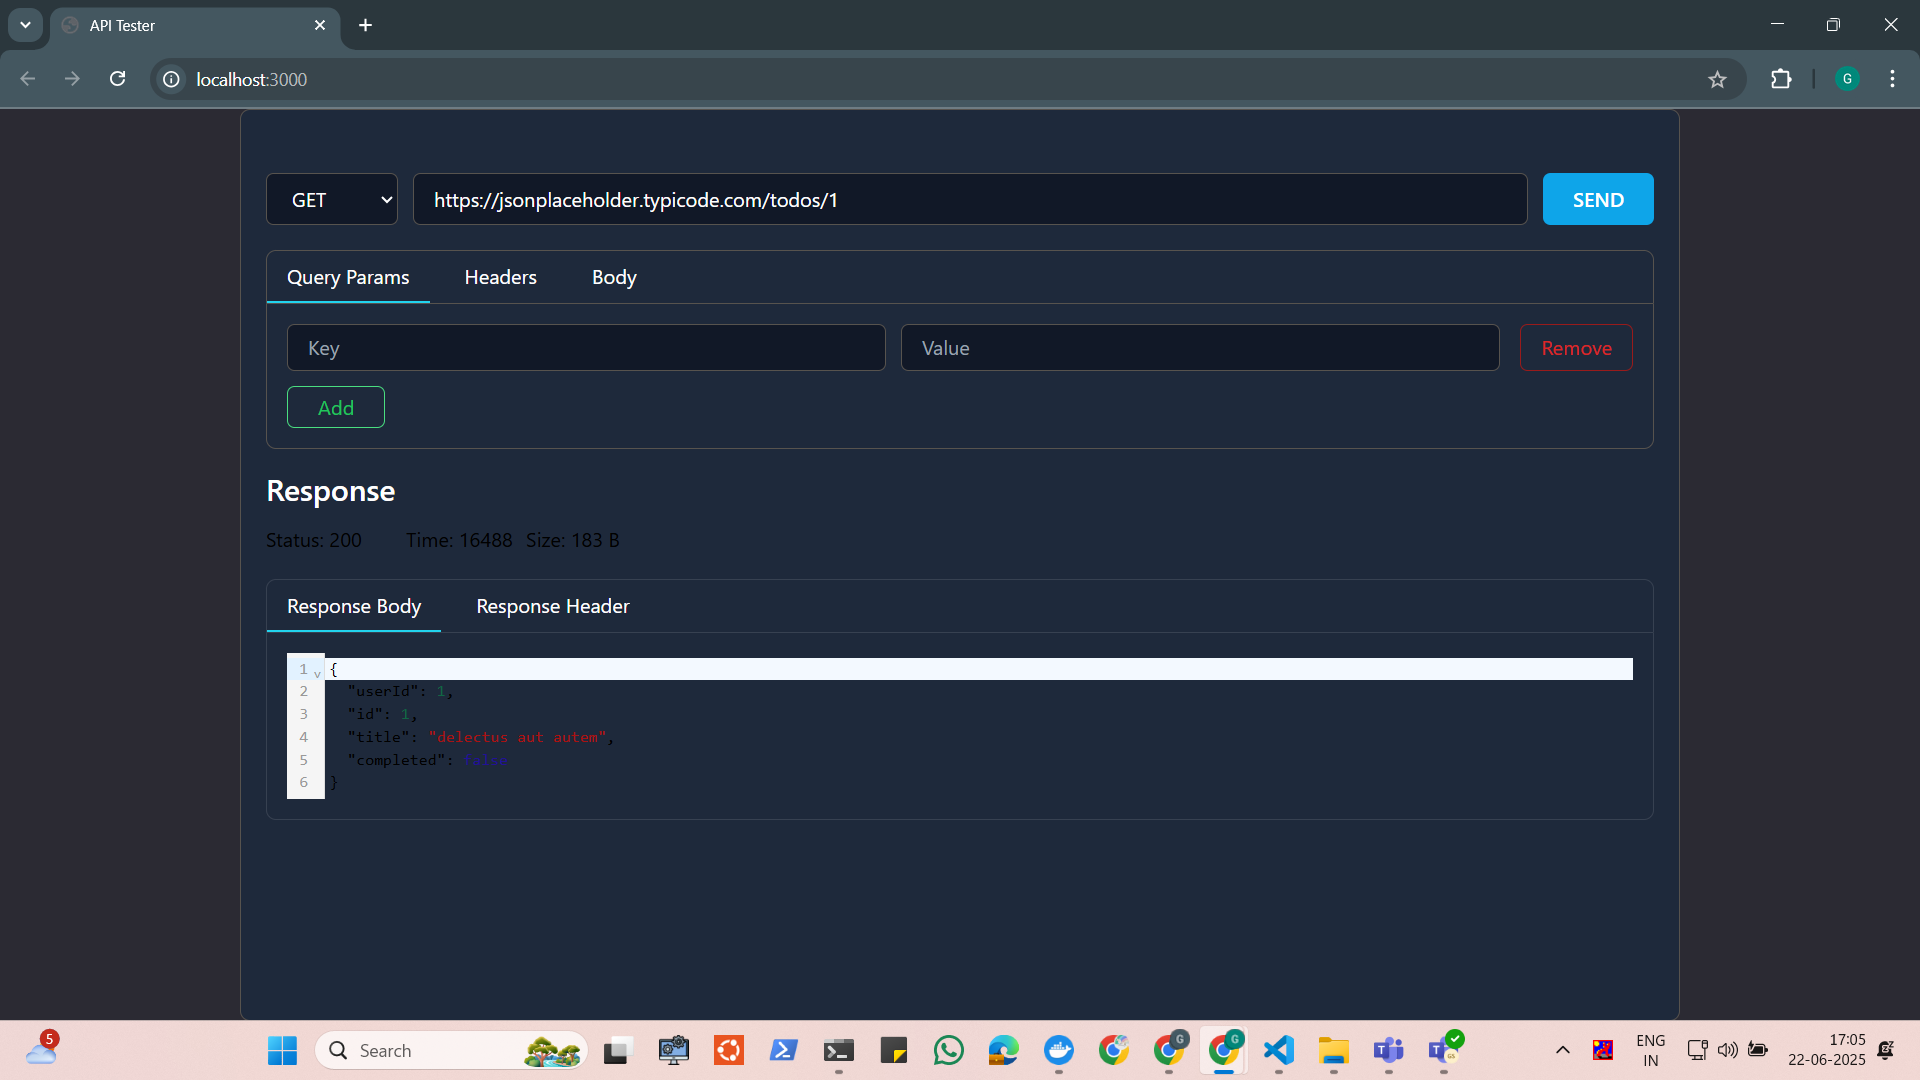 API Tester
localhost:3000
G
GET
https://jsonplaceholder.typicode.com/todos/1
SEND
Query Params Headers Body
Key Value Remove
Add
Response
Status: 200 Time: 16488 Size: 183 B
Response Body Response Header
1 {
2 "userId": 1,
3 "id": 1,
4 "title": "delectus aut autem",
5 "completed": false
6 }
5
Search
G
G
ENG
IN
17:05
22-06-2025